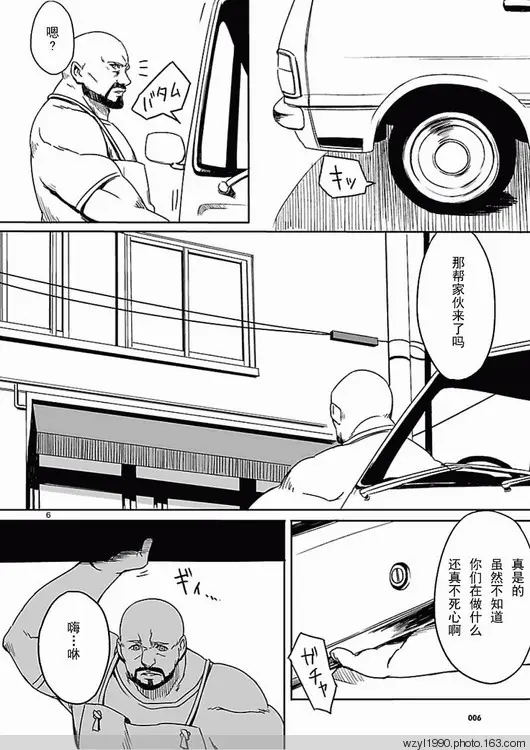 キッ
嗯?
バタム
那帮家伙来了吗
真是的
虽然不知道
你们在做什么
还真不死心啊
ガチャ
006
6
ギィ…
嗨…咻
http://wzyl1990.photo.163.com/